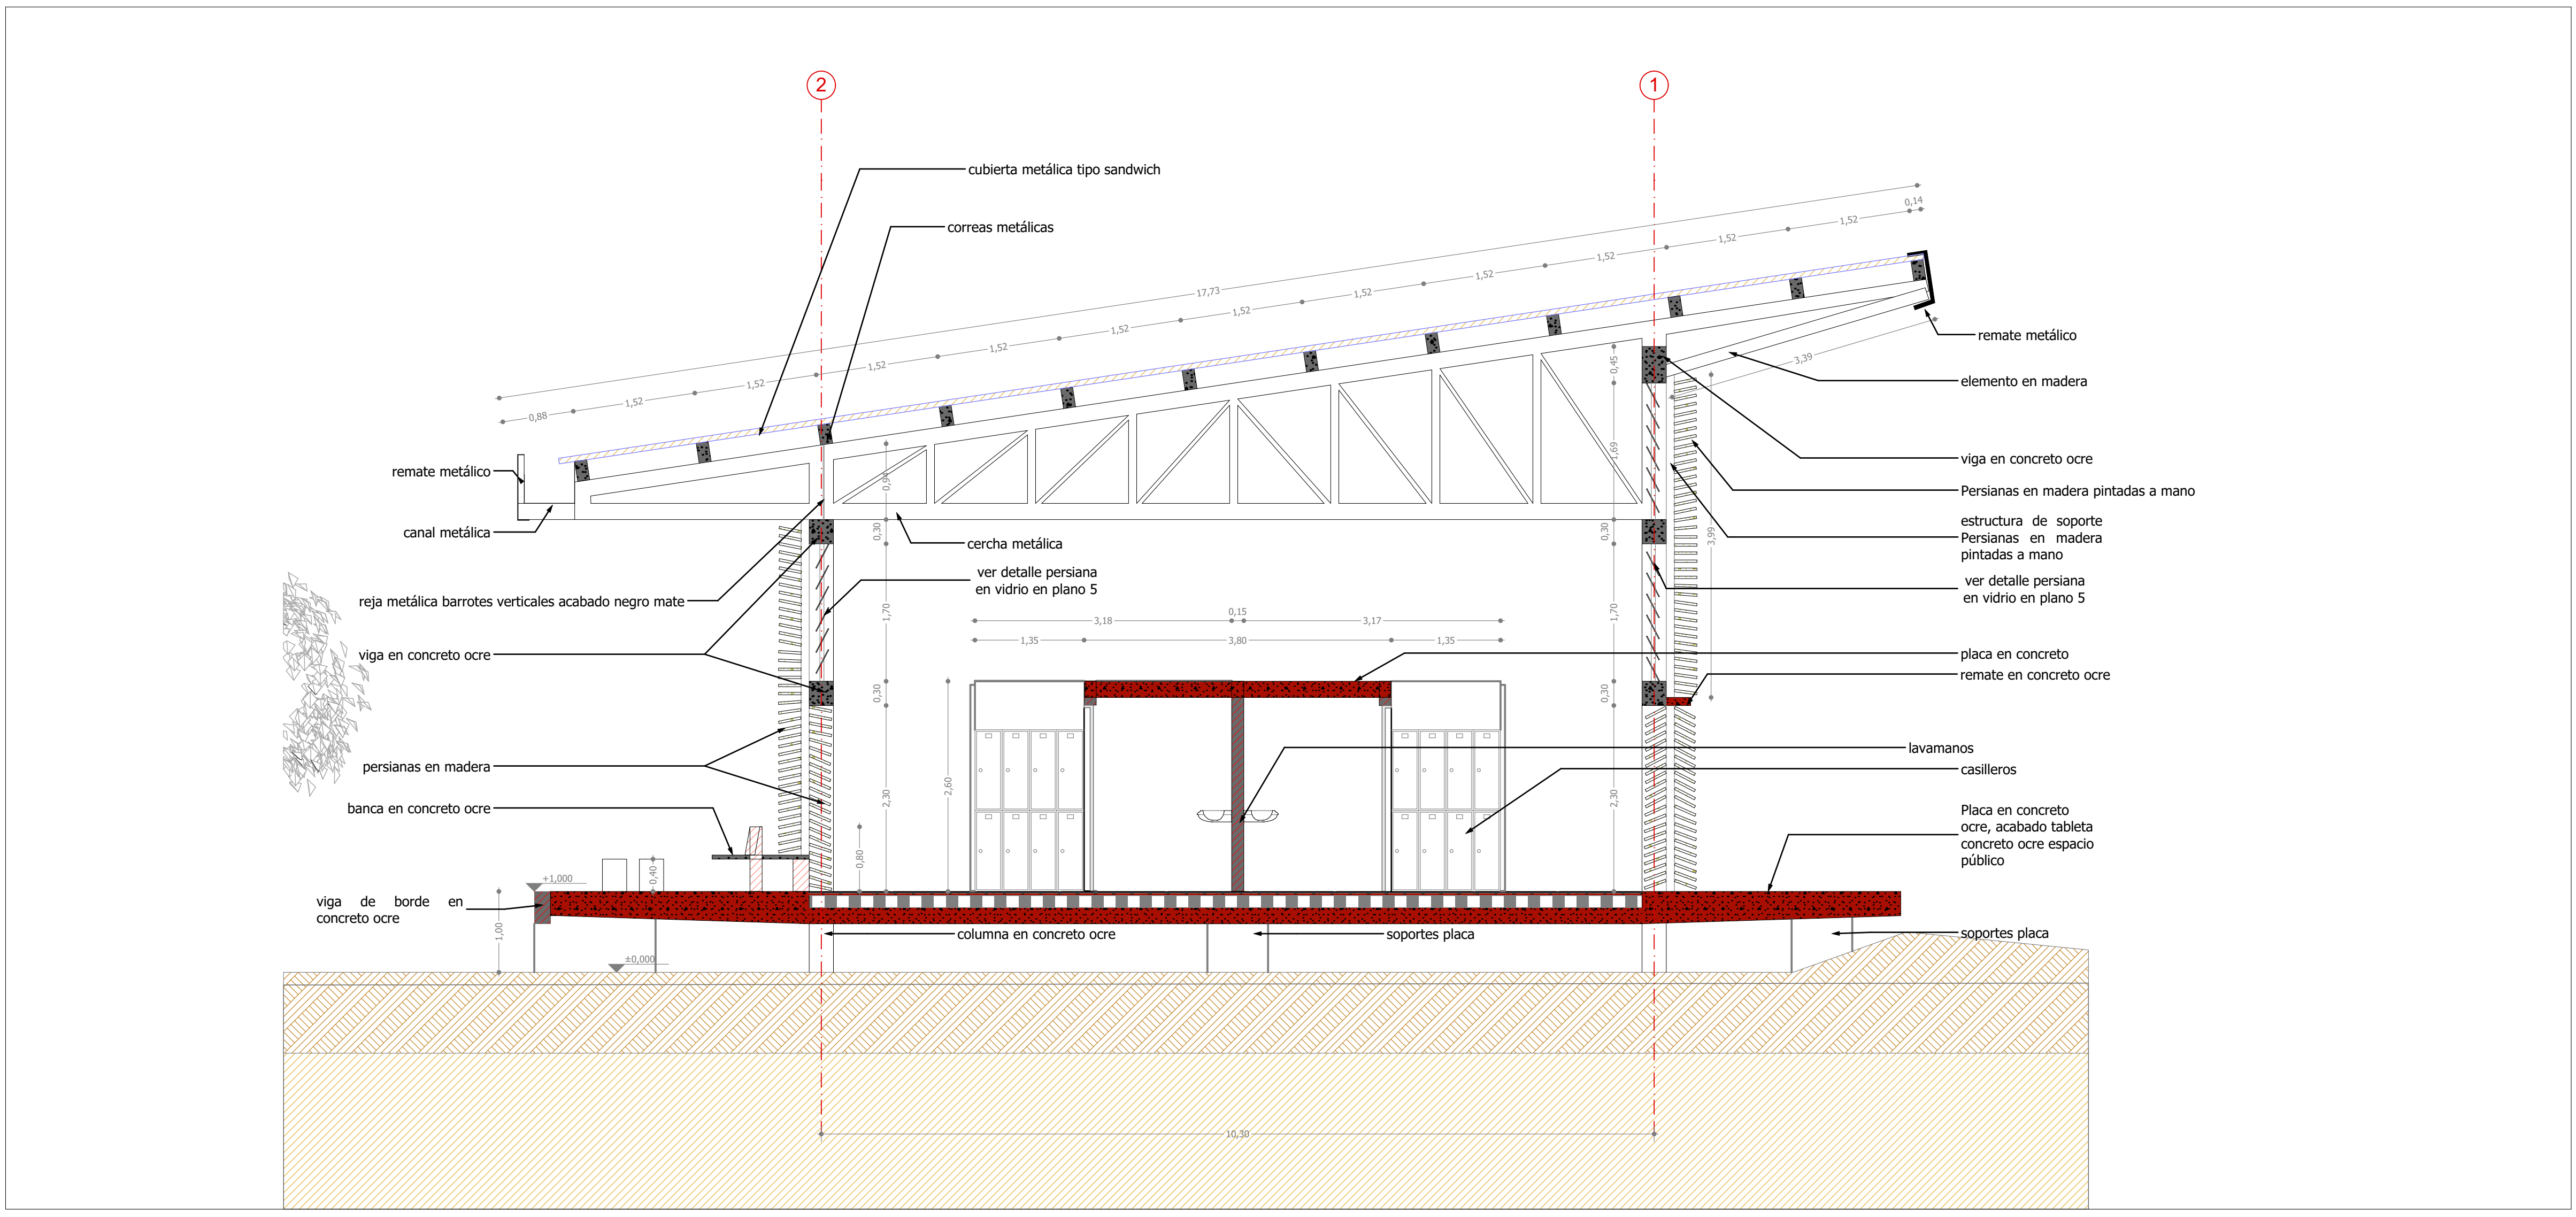 2
1
cubierta metálica tipo sandwich
0,14
1,52
1,52
correas metálicas
1,52
1,52
1,52
17,73
1,52
1,52
1,52
remate metálico
1,52
3,39
0,45
1,52
elemento en madera
1,52
1,52
0,88
1,69
viga en concreto ocre
remate metálico
0,94
Persianas en madera pintadas a mano
estructura de soporte
Persianas en madera
pintadas a mano
canal metálica
0,30
0,30
3,99
cercha metálica
ver detalle persiana
en vidrio en plano 5
ver detalle persiana
en vidrio en plano 5
reja metálica barrotes verticales acabado negro mate
1,70
1,70
0,15
3,18
3,17
1,35
3,80
1,35
viga en concreto ocre
placa en concreto
remate en concreto ocre
0,30
0,30
lavamanos
persianas en madera
casilleros
2,60
2,30
2,30
banca en concreto ocre
Placa en concreto
ocre, acabado tableta
concreto ocre espacio
público
0,80
0,40
+1,000
viga de borde en
concreto ocre
1,00
columna en concreto ocre
soportes placa
soportes placa
±0,000
10,30